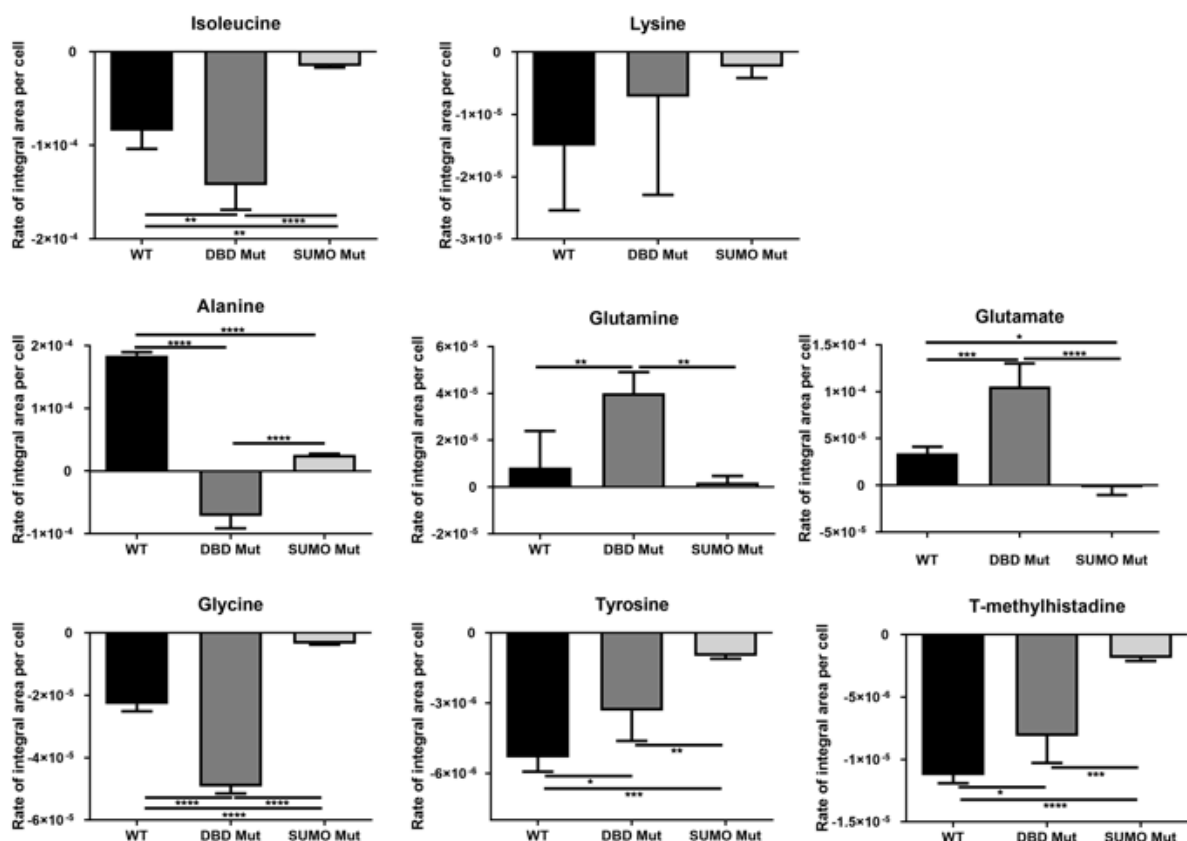 Isoleucine
Rate of integral area per cell
0
-1×10⁻⁴
-2×10⁻⁴
** ****
**
WT DBD Mut SUMO Mut
Lysine
Rate of integral area per cell
0
-1×10⁻⁵
-2×10⁻⁵
-3×10⁻⁵
WT DBD Mut SUMO Mut
Alanine
Rate of integral area per cell
2×10⁻⁴
1×10⁻⁴
0
-1×10⁻⁴
****
****
****
WT DBD Mut SUMO Mut
Glutamine
Rate of integral area per cell
6×10⁻⁵
4×10⁻⁵
2×10⁻⁵
0
-2×10⁻⁵
** **
WT DBD Mut SUMO Mut
Glutamate
Rate of integral area per cell
1.5×10⁻⁴
1×10⁻⁴
5×10⁻⁵
0
-5×10⁻⁵
*
*** ****
WT DBD Mut SUMO Mut
Glycine
Rate of integral area per cell
0
-2×10⁻⁵
-4×10⁻⁵
-6×10⁻⁵
**** ****
****
WT DBD Mut SUMO Mut
Tyrosine
Rate of integral area per cell
0
-3×10⁻⁶
-6×10⁻⁶
**
*
***
WT DBD Mut SUMO Mut
T-methylhistadine
Rate of integral area per cell
0
-5×10⁻⁶
-1×10⁻⁵
-1.5×10⁻⁵
***
*
****
WT DBD Mut SUMO Mut